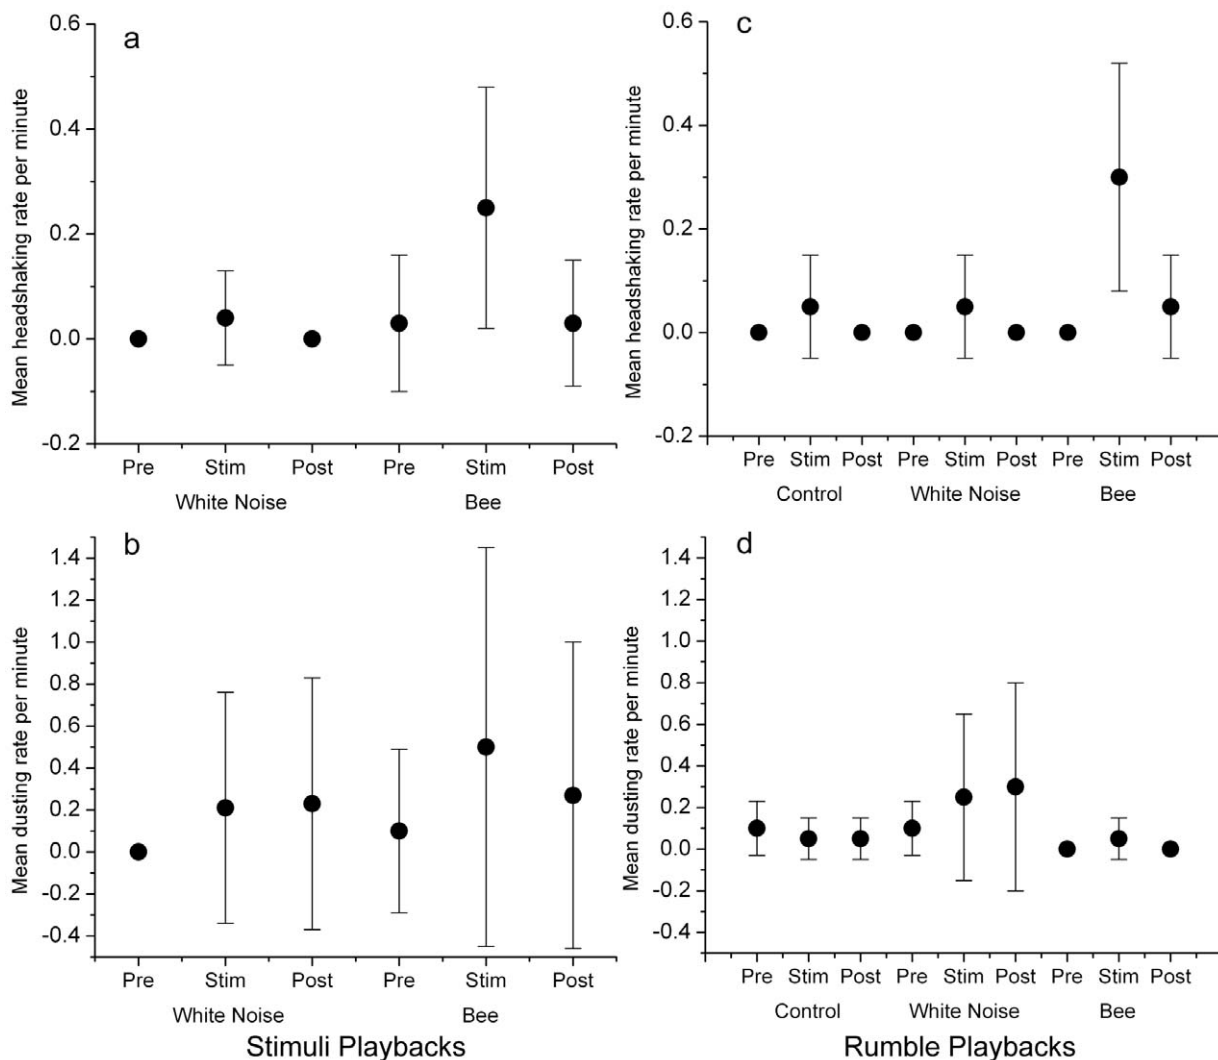 a
Mean headshaking rate per minute
0.6
0.4
0.2
0.0
-0.2
Pre Stim Post Pre Stim Post
White Noise Bee
c
Mean headshaking rate per minute
0.6
0.4
0.2
0.0
-0.2
Pre Stim Post Pre Stim Post Pre Stim Post
Control White Noise Bee
b
Mean dusting rate per minute
1.4
1.2
1.0
0.8
0.6
0.4
0.2
0.0
-0.2
-0.4
Pre Stim Post Pre Stim Post
White Noise Bee
Stimuli Playbacks
d
Mean dusting rate per minute
1.4
1.2
1.0
0.8
0.6
0.4
0.2
0.0
-0.2
-0.4
Pre Stim Post Pre Stim Post Pre Stim Post
Control White Noise Bee
Rumble Playbacks